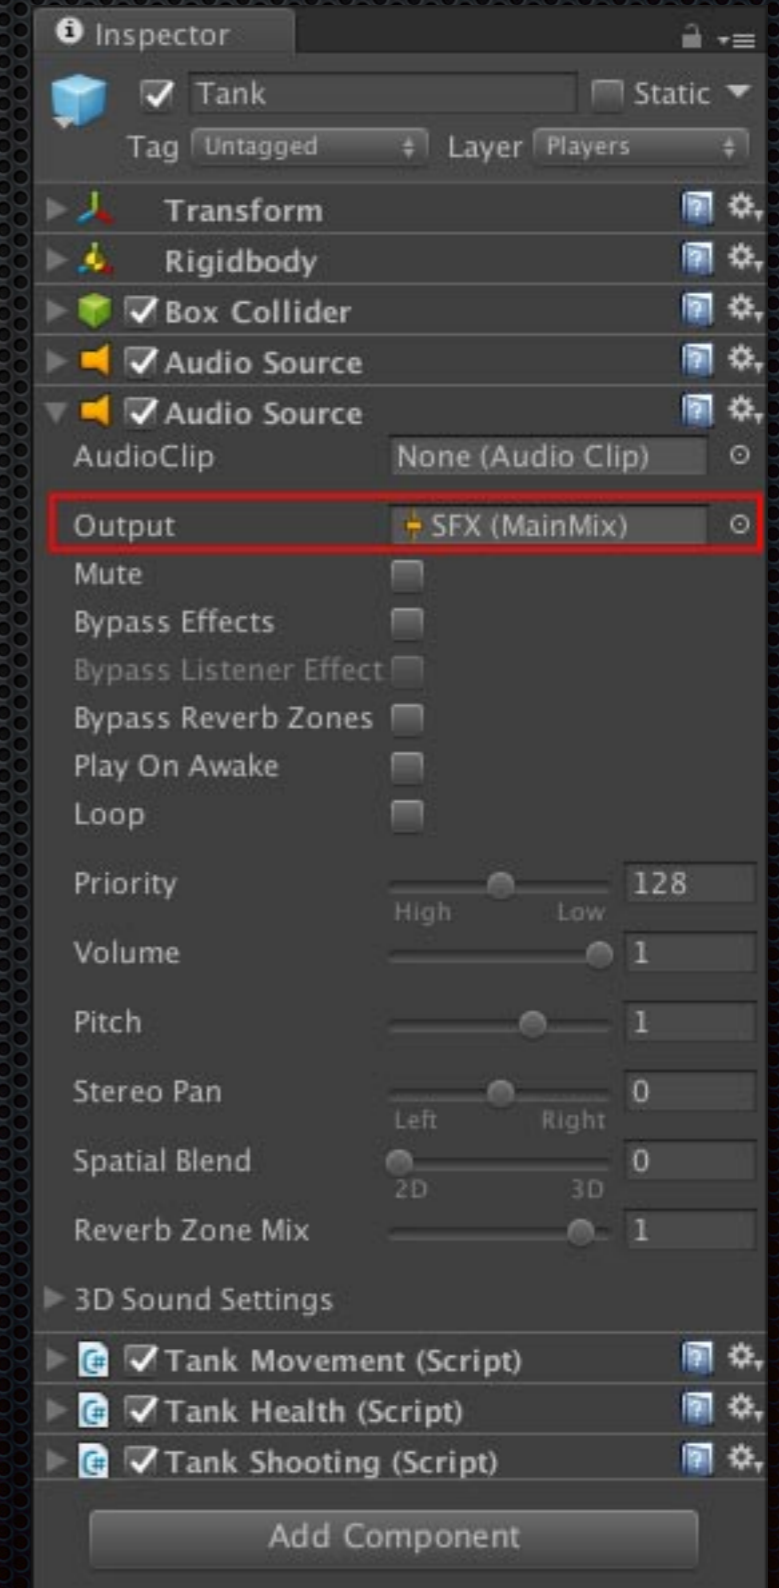 Inspector
Tank Static
Tag Untagged Layer Players
Transform
Rigidbody
Box Collider
Audio Source
Audio Source
AudioClip None (Audio Clip)
Output SFX (MainMix)
Mute
Bypass Effects
Bypass Listener Effect
Bypass Reverb Zones
Play On Awake
Loop
Priority 128
High Low
Volume 1
Pitch 1
Stereo Pan 0
Left Right
Spatial Blend 0
2D 3D
Reverb Zone Mix 1
3D Sound Settings
Tank Movement (Script)
Tank Health (Script)
Tank Shooting (Script)
Add Component